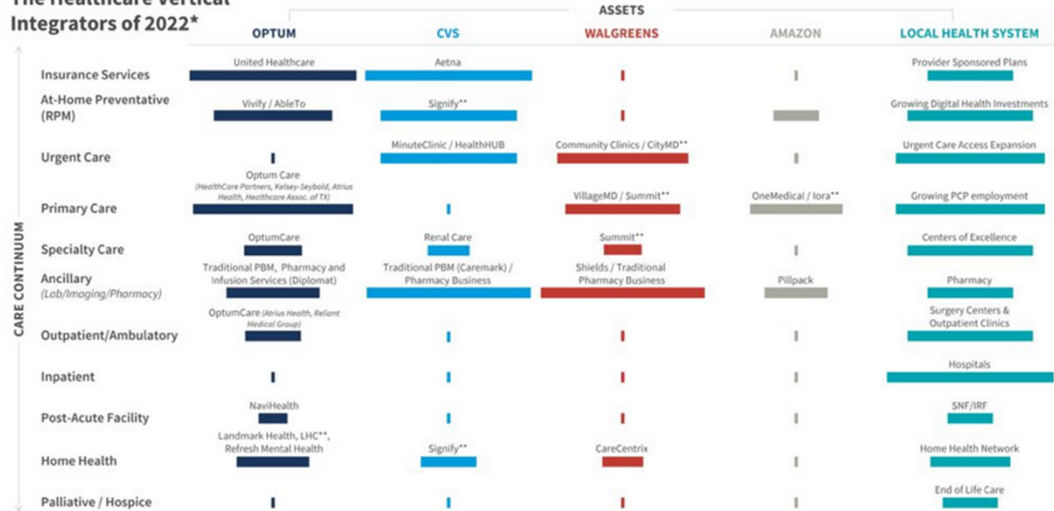 The Healthcare Vertical
Integrators of 2022*
ASSETS
OPTUM CVS WALGREENS AMAZON LOCAL HEALTH SYSTEM
CARE CONTINUUM
Insurance Services
United Healthcare
Aetna
Provider Sponsored Plans
At-Home Preventative
(RPM)
Vivify / AbleTo
Signify**
Growing Digital Health Investments
Urgent Care
MinuteClinic / HealthHUB
Community Clinics / CityMD**
Urgent Care Access Expansion
Primary Care
Optum Care
(HealthCare Partners, Kelsey-Seybold, Atrius
Health, Healthcare Assoc. of TX)
VillageMD / Summit**
OneMedical / Iora**
Growing PCP employment
Specialty Care
OptumCare
Renal Care
Summit**
Centers of Excellence
Ancillary
(Lab/Imaging/Pharmacy)
Traditional PBM, Pharmacy and
Infusion Services (Diplomat)
Traditional PBM (Caremark) /
Pharmacy Business
Shields / Traditional
Pharmacy Business
Pillpack
Pharmacy
Outpatient/Ambulatory
OptumCare (Atrius Health, Reliant
Medical Group)
Surgery Centers &
Outpatient Clinics
Inpatient
Hospitals
Post-Acute Facility
NaviHealth
SNF/IRF
Home Health
Landmark Health, LHC**,
Refresh Mental Health
Signify**
CareCentrix
Home Health Network
Palliative / Hospice
End of Life Care